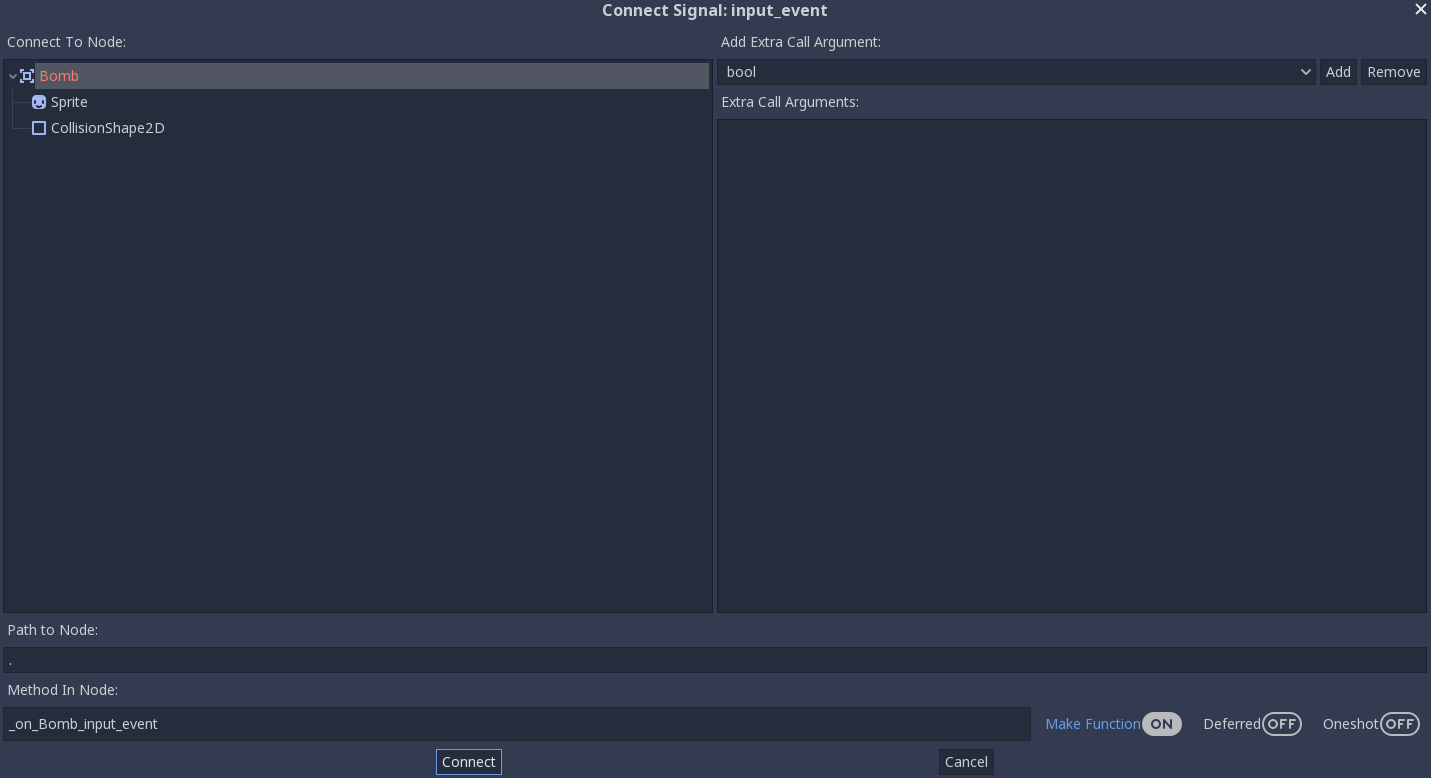 Connect Signal: input_event
Connect To Node:
Add Extra Call Argument:
Bomb
bool
Add
Remove
Sprite
Extra Call Arguments:
CollisionShape2D
Path to Node:
.
Method In Node:
_on_Bomb_input_event
Make Function ON
Deferred OFF
Oneshot OFF
Connect
Cancel